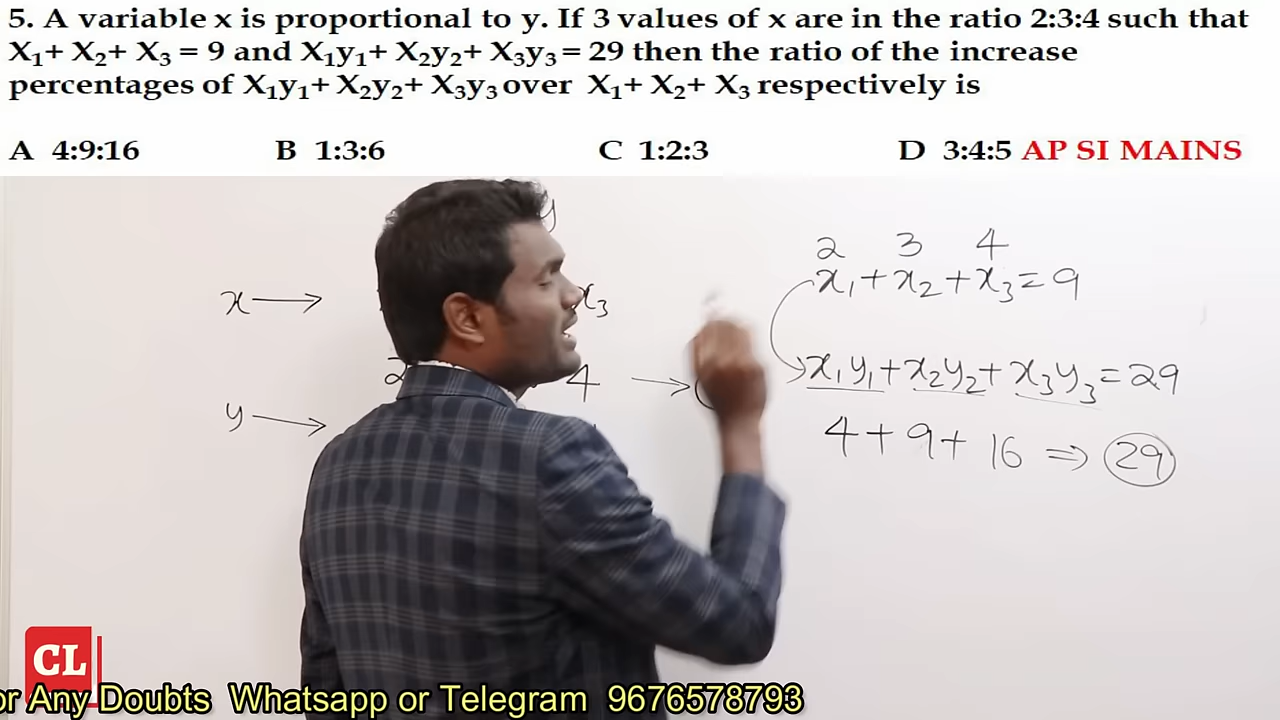 5. A variable x is proportional to y. If 3 values of x are in the ratio 2:3:4 such that
X₁+ X₂+ X₃ = 9 and X₁y₁+ X₂y₂+ X₃y₃ = 29 then the ratio of the increase
percentages of X₁y₁+ X₂y₂+ X₃y₃ over X₁+ X₂+ X₃ respectively is
A 4:9:16 B 1:3:6 C 1:2:3 D 3:4:5 AP SI MAINS
y
2 3 4
x₁+x₂+x₃=9
x → x₃
x₁y₁+x₂y₂+x₃y₃=29
2 4 →
y →
4+9+16 ⇒ 29
CL
or Any Doubts Whatsapp or Telegram 9676578793